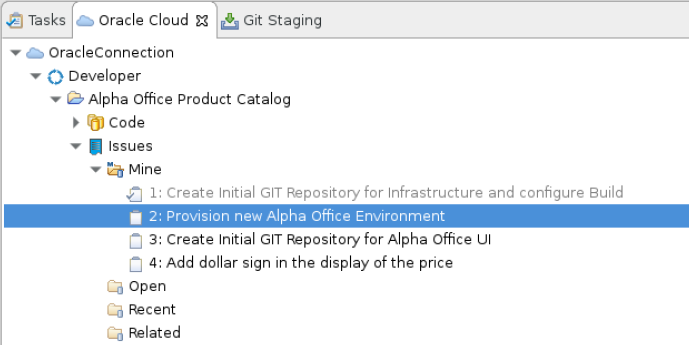 Tasks Oracle Cloud Git Staging
OracleConnection
Developer
Alpha Office Product Catalog
Code
Issues
Mine
1: Create Initial GIT Repository for Infrastructure and configure Build
2: Provision new Alpha Office Environment
3: Create Initial GIT Repository for Alpha Office UI
4: Add dollar sign in the display of the price
Open
Recent
Related